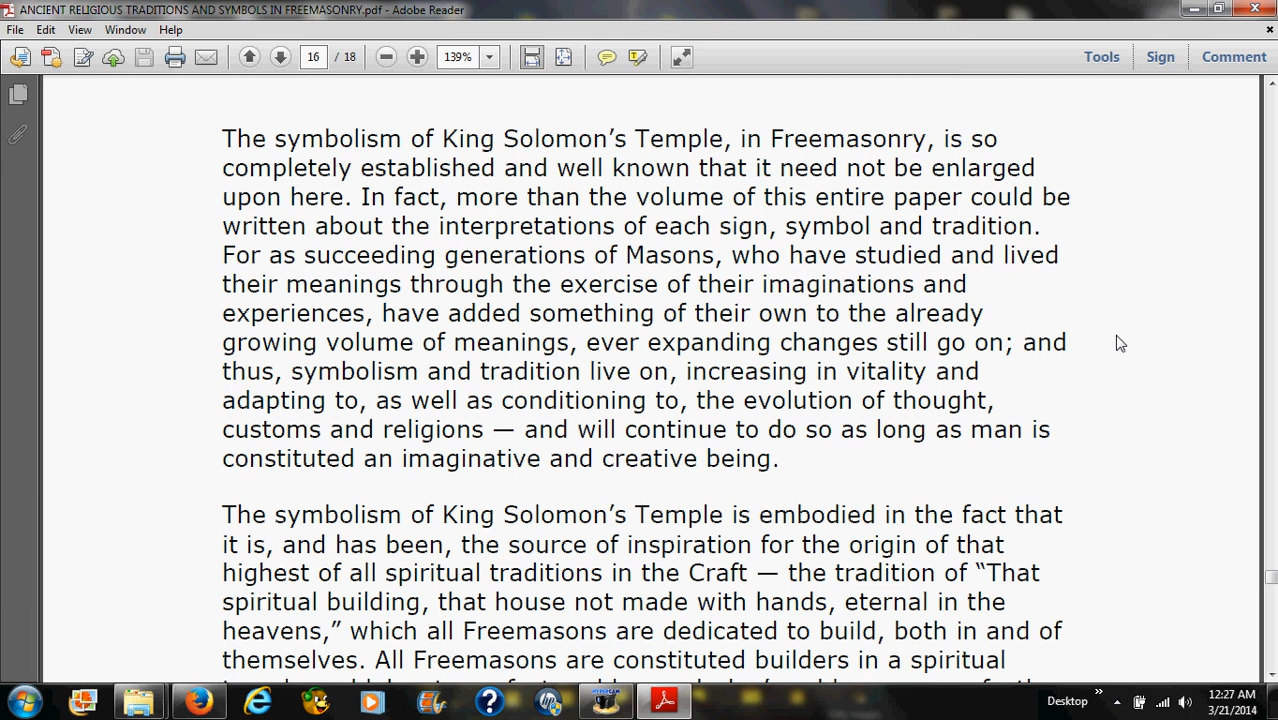 ANCIENT RELIGIOUS TRADITIONS AND SYMBOLS IN FREEMASONRY.pdf - Adobe Reader
File Edit View Window Help
16 / 18 139% Tools Sign Comment
The symbolism of King Solomon’s Temple, in Freemasonry, is so
completely established and well known that it need not be enlarged
upon here. In fact, more than the volume of this entire paper could be
written about the interpretations of each sign, symbol and tradition.
For as succeeding generations of Masons, who have studied and lived
their meanings through the exercise of their imaginations and
experiences, have added something of their own to the already
growing volume of meanings, ever expanding changes still go on; and
thus, symbolism and tradition live on, increasing in vitality and
adapting to, as well as conditioning to, the evolution of thought,
customs and religions — and will continue to do so as long as man is
constituted an imaginative and creative being.
The symbolism of King Solomon’s Temple is embodied in the fact that
it is, and has been, the source of inspiration for the origin of that
highest of all spiritual traditions in the Craft — the tradition of “That
spiritual building, that house not made with hands, eternal in the
heavens,” which all Freemasons are dedicated to build, both in and of
themselves. All Freemasons are constituted builders in a spiritual
Desktop 12:27 AM
3/21/2014